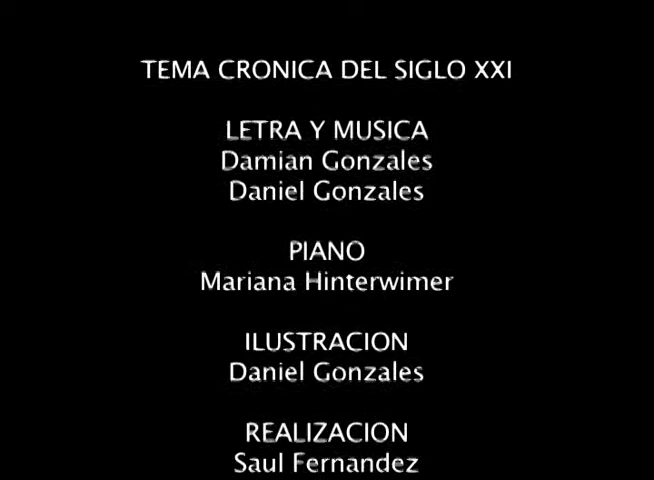 TEMA CRONICA DEL SIGLO XXI
LETRA Y MUSICA
Damian Gonzales
Daniel Gonzales
PIANO
Mariana Hinterwimer
ILUSTRACION
Daniel Gonzales
REALIZACION
Saul Fernandez